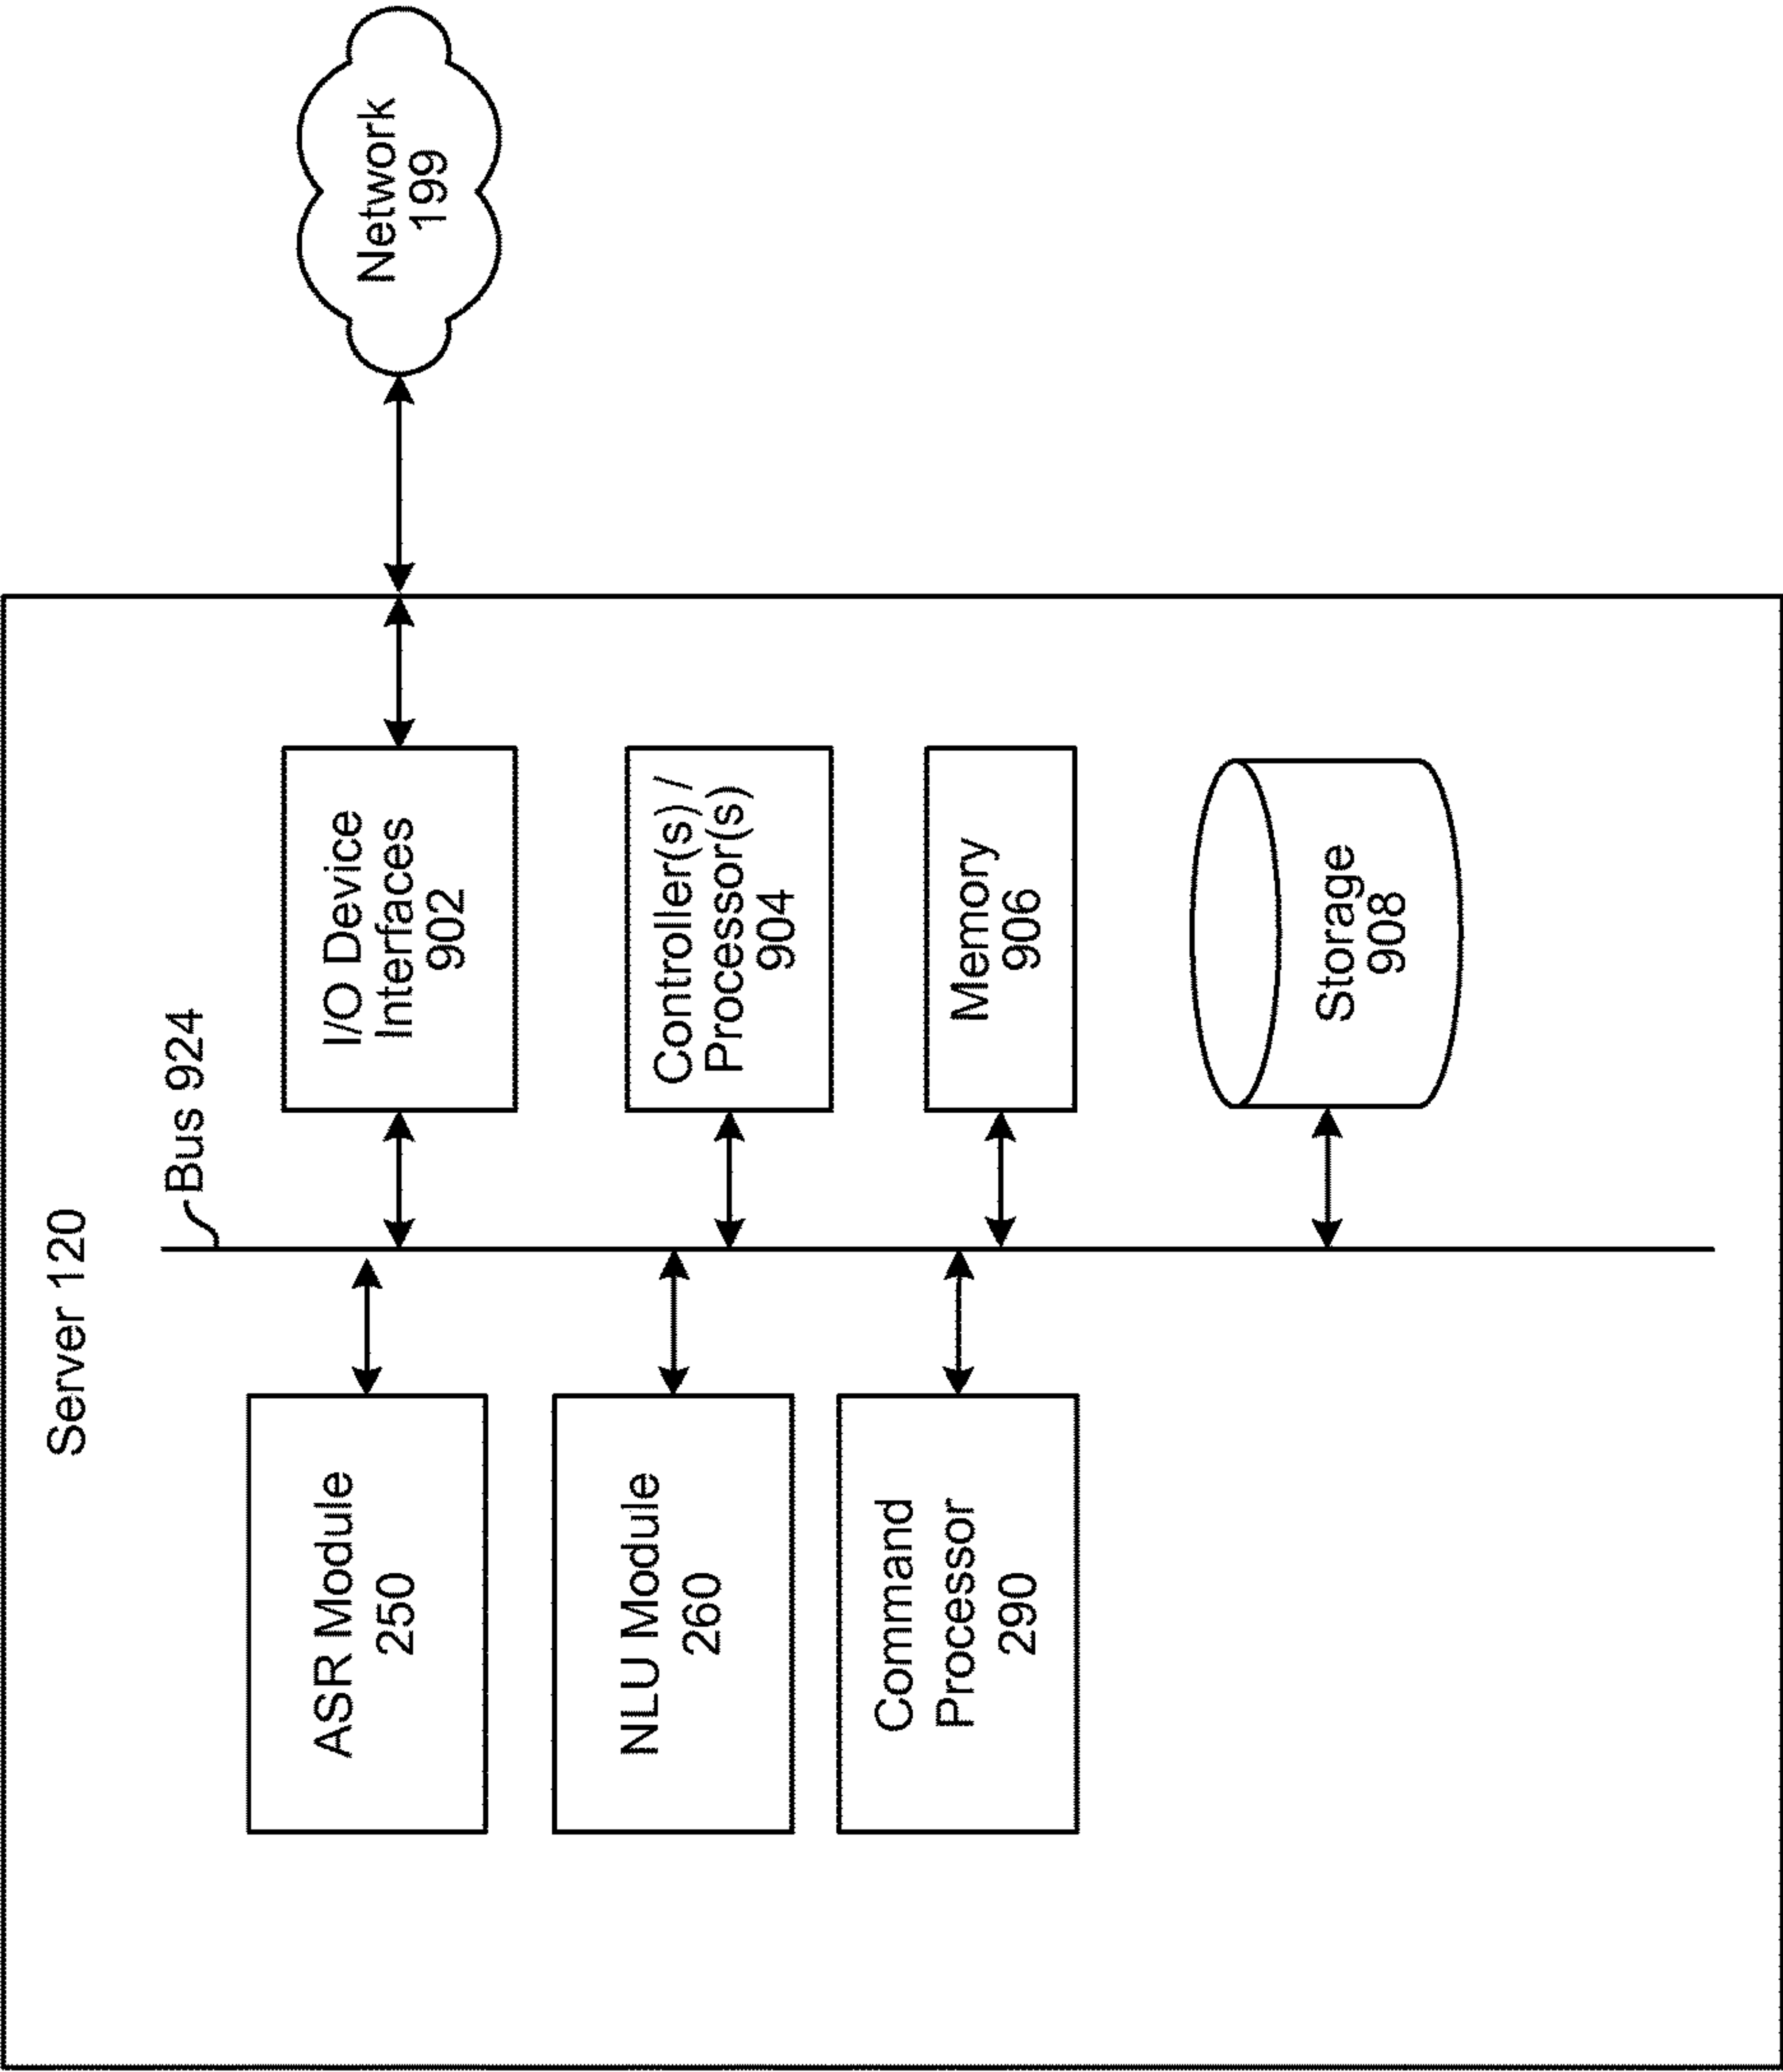 Server 120
Bus 924
ASR Module
250
NLU Module
260
Command
Processor
290
I/O Device
Interfaces
902
Controller(s) /
Processor(s)
904
Memory
906
Storage
908
Network
199